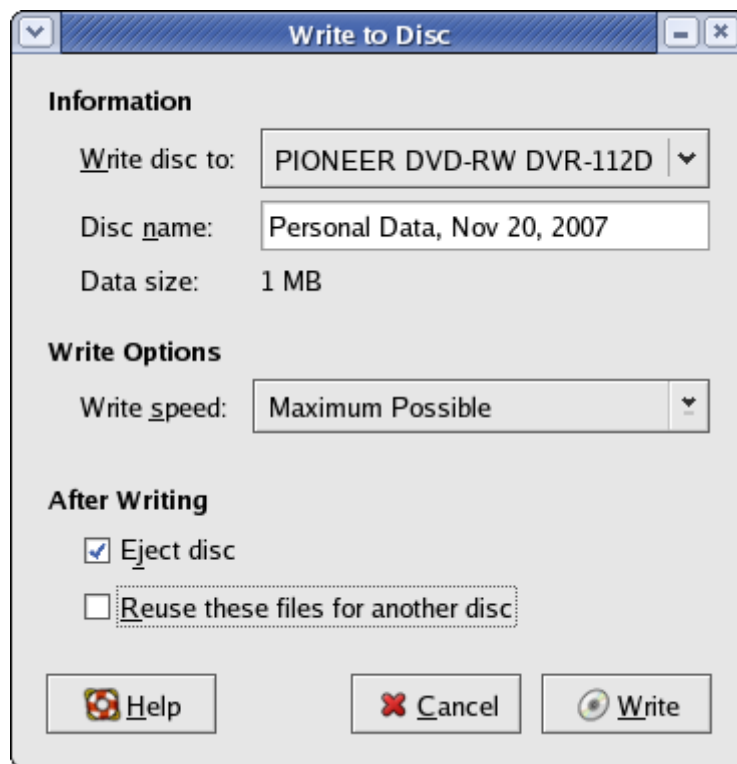 Write to Disc
Information
Write disc to: PIONEER DVD-RW DVR-112D
Disc name: Personal Data, Nov 20, 2007
Data size: 1 MB
Write Options
Write speed: Maximum Possible
After Writing
Eject disc
Reuse these files for another disc
Help Cancel Write